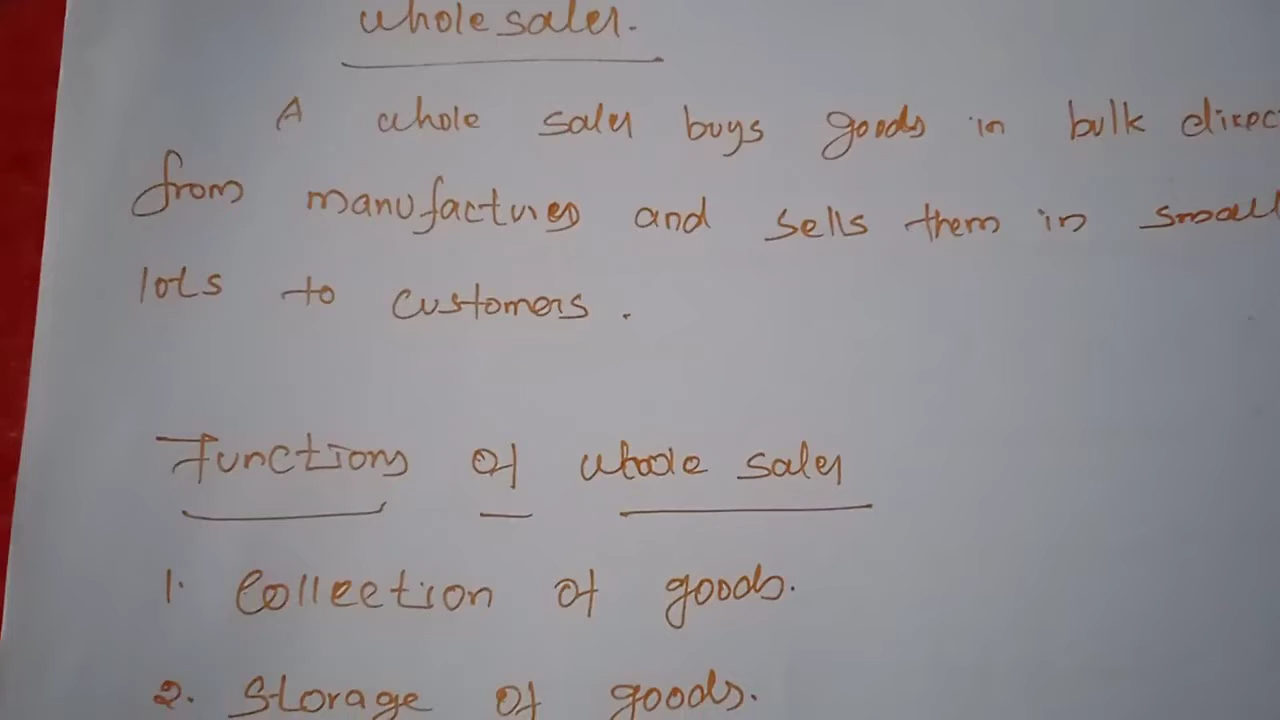 whole saler.
A whole saler buys goods in bulk direc
from manufactures and sells them in small
lots to customers.
Functions of whole saler
1. Collection of goods.
2. Storage of goods.